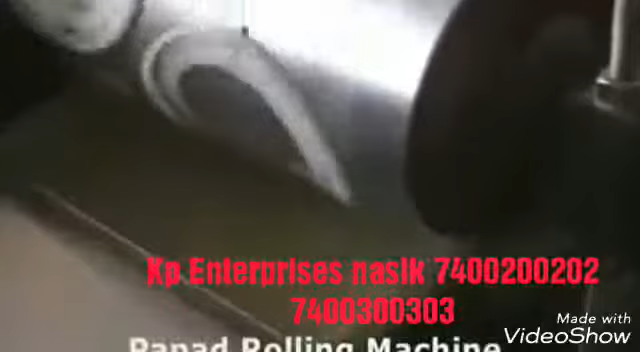 Kp Enterprises nasik 7400200202
7400300303
Papad Rolling Machine
Made with
VideoShow